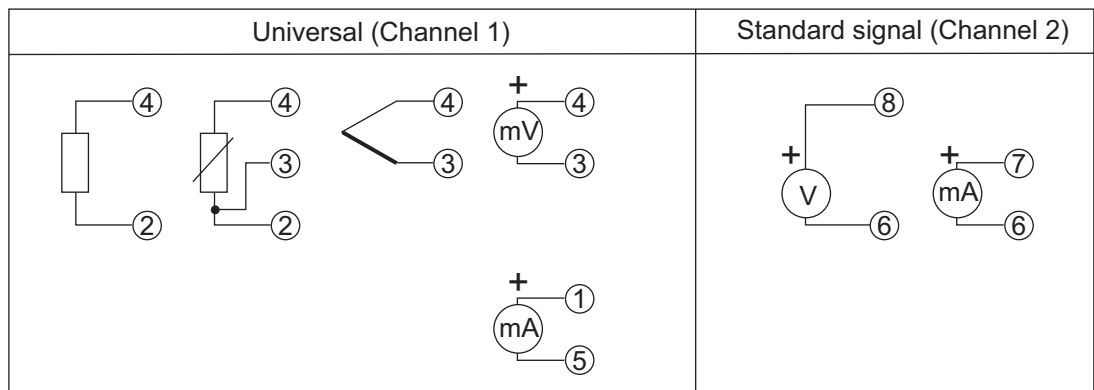 Universal (Channel 1)
Standard signal (Channel 2)
④ ④ ④ + ④ ⑧
mV
③ ③ ③ + + ⑦
V mA
② ② ⑥ ⑥
+ ①
mA
⑤